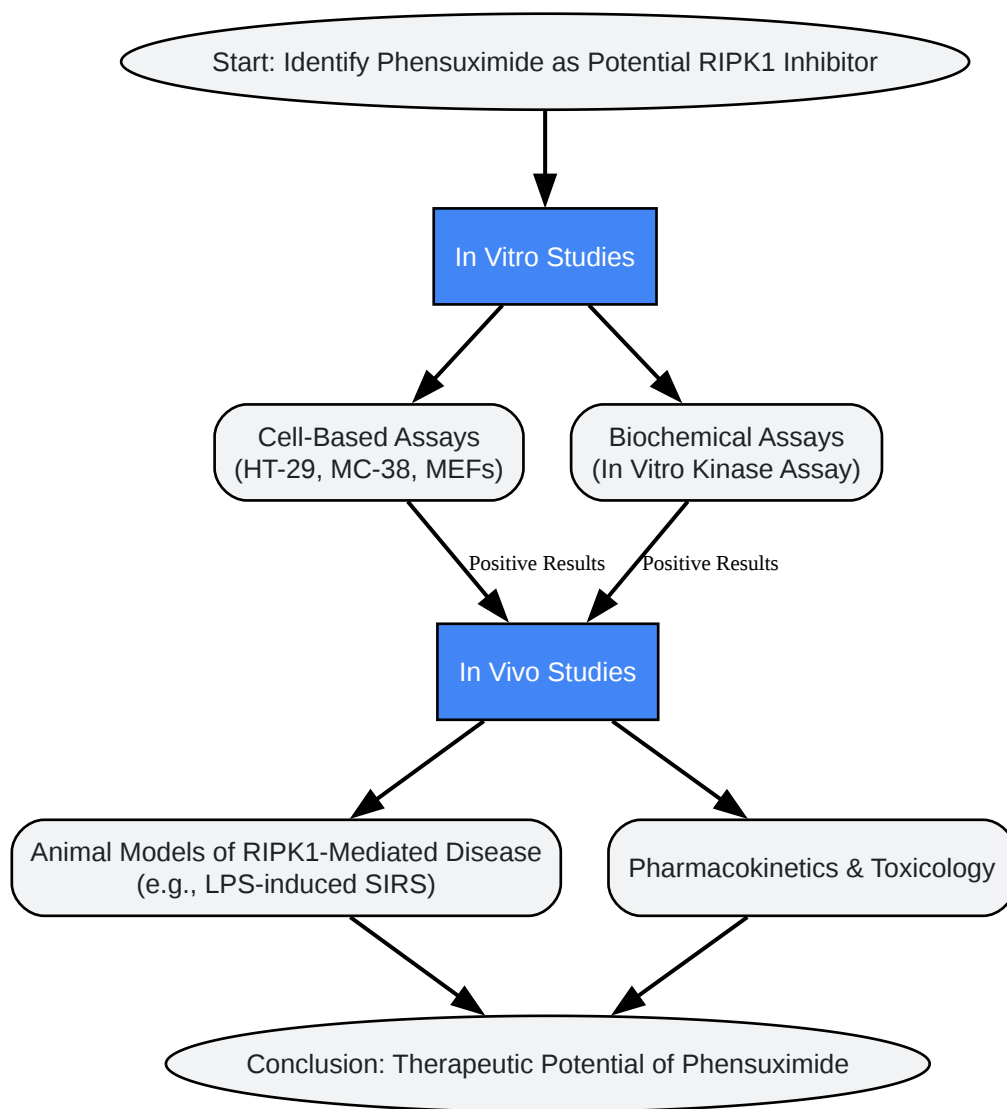 Start: Identify Phensuximide as Potential RIPK1 Inhibitor
In Vitro Studies
Cell-Based Assays
(HT-29, MC-38, MEFs)
Biochemical Assays
(In Vitro Kinase Assay)
Positive Results
Positive Results
In Vivo Studies
Animal Models of RIPK1-Mediated Disease
(e.g., LPS-induced SIRS)
Pharmacokinetics & Toxicology
Conclusion: Therapeutic Potential of Phensuximide